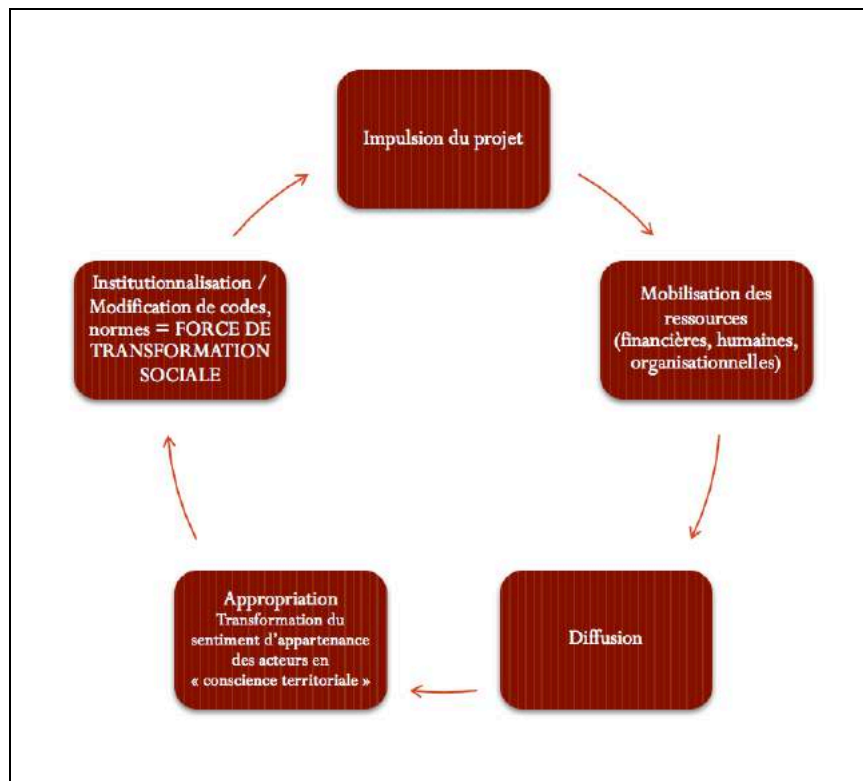 Impulsion du projet
Mobilisation des
ressources
(financières, humaines,
organisationnelles)
Diffusion
Appropriation
Transformation du
sentiment d'appartenance
des acteurs en
« conscience territoriale »
Institutionnalisation /
Modification de codes,
normes = FORCE DE
TRANSFORMATION
SOCIALE